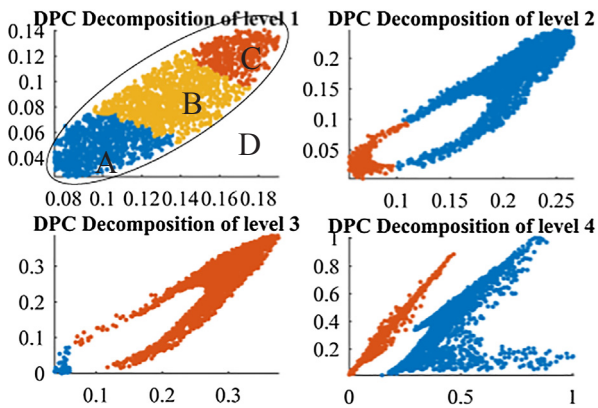 DPC Decomposition of level 1
0.14
0.12
0.1
0.08
0.06
0.04
A
B
C
D
0.08 0.1 0.12 0.14 0.16 0.18
DPC Decomposition of level 2
0.2
0.15
0.1
0.05
0.1 0.15 0.2 0.25
DPC Decomposition of level 3
0.3
0.2
0.1
0
0.1 0.2 0.3
DPC Decomposition of level 4
1
0.8
0.6
0.4
0.2
0 0.5 1